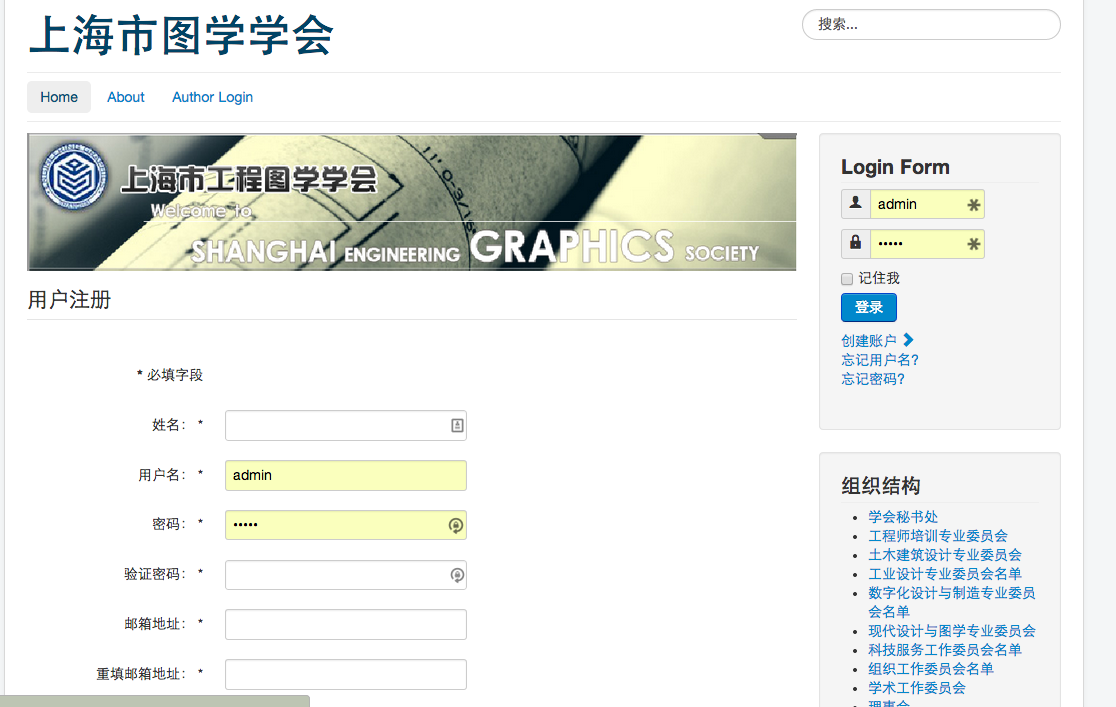 上海市图学学会
搜索...
Home About Author Login
上海市工程图学学会
Welcome to
SHANGHAI ENGINEERING GRAPHICS SOCIETY
用户注册
* 必填字段
姓名： *
用户名： *
admin
密码： *
•••••
验证密码： *
邮箱地址： *
重填邮箱地址： *
Login Form
admin
•••••
记住我
登录
创建账户
忘记用户名?
忘记密码?
组织结构
学会秘书处
工程师培训专业委员会
土木建筑设计专业委员会
工业设计专业委员会名单
数字化设计与制造专业委员
会名单
现代设计与图学专业委员会
科技服务工作委员会名单
组织工作委员会名单
学术工作委员会
理事会